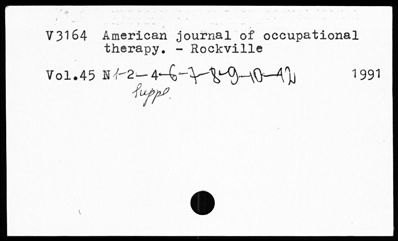 V3164 American journal of occupational
therapy. - Rockville
Vol.45 N 1-2-4-6-7-8-9-10-12 1991
Suppl.